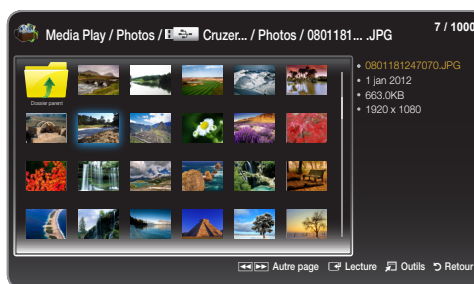 Media Play / Photos / Cruzer... / Photos / 0801181... .JPG
7 / 1000
Dossier parent
• 0801181247070.JPG
• 1 jan 2012
• 663.0KB
• 1920 x 1080
Autre page Lecture Outils Retour